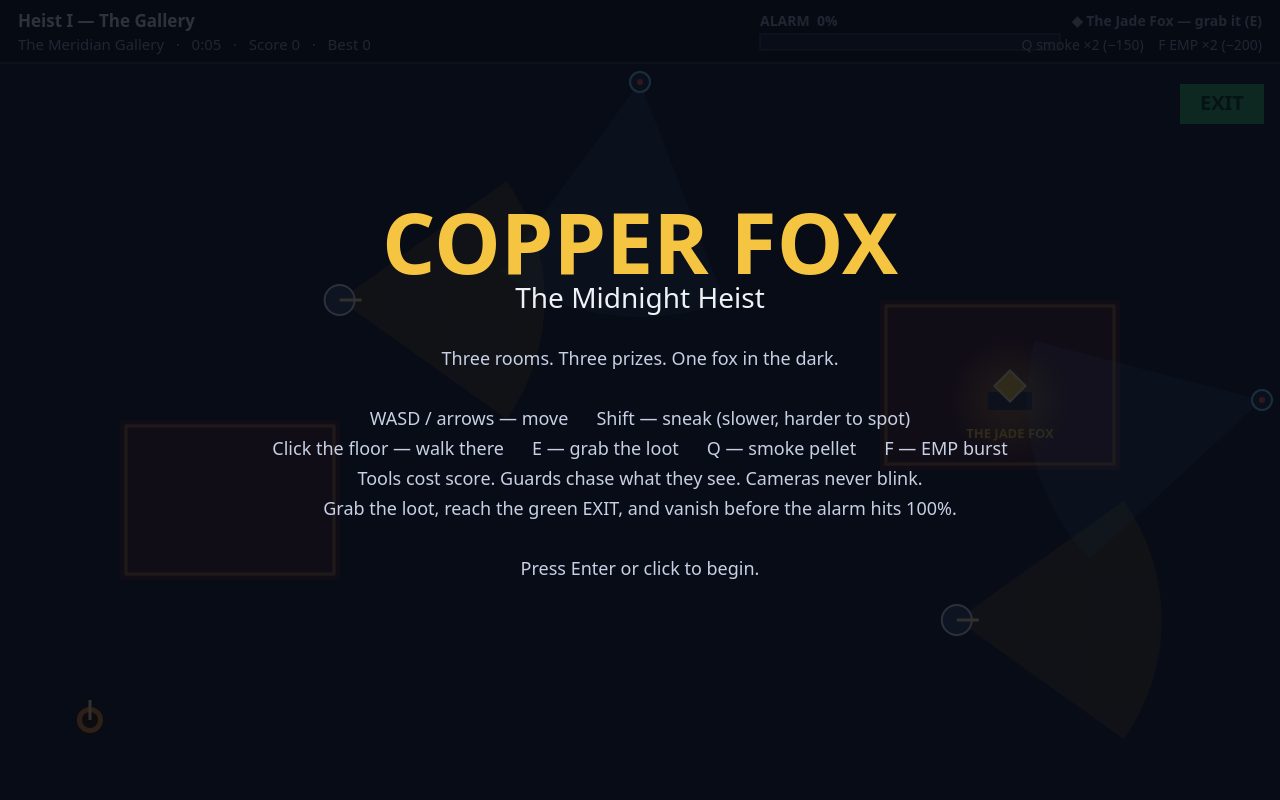 Heist I — The Gallery
ALARM 0%
◆ The Jade Fox — grab it (E)
The Meridian Gallery · 0:05 · Score 0 · Best 0
Q smoke ×2 (−150) F EMP ×2 (−200)
EXIT
COPPER FOX
The Midnight Heist
Three rooms. Three prizes. One fox in the dark.
WASD / arrows — move Shift — sneak (slower, harder to spot)
THE JADE FOX
Click the floor — walk there E — grab the loot Q — smoke pellet F — EMP burst
Tools cost score. Guards chase what they see. Cameras never blink.
Grab the loot, reach the green EXIT, and vanish before the alarm hits 100%.
Press Enter or click to begin.